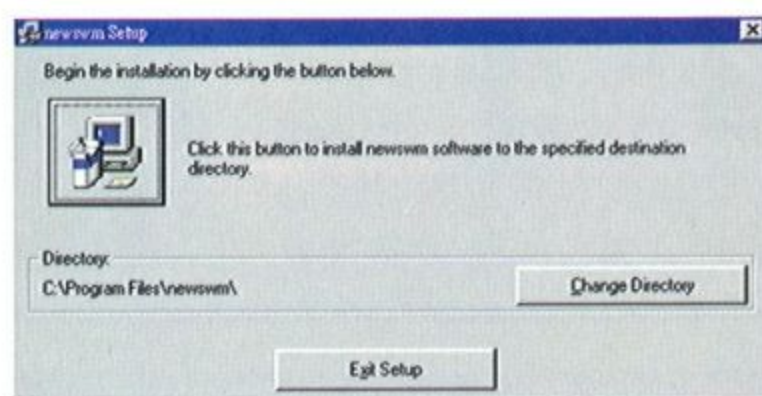 newswm Setup
Begin the installation by clicking the button below.
Click this button to install newswm software to the specified destination
directory.
Directory:
C:\Program Files\newswm\
Change Directory
Exit Setup